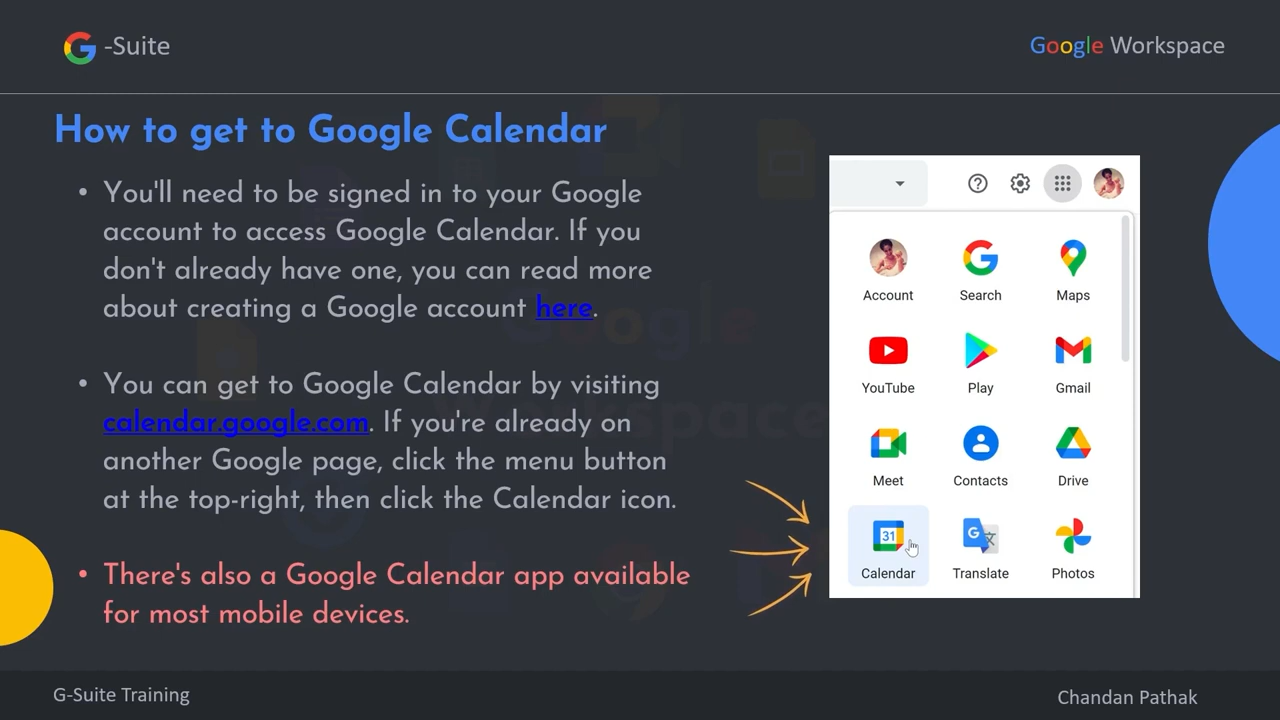 G-Suite
Google Workspace
How to get to Google Calendar
• You'll need to be signed in to your Google
account to access Google Calendar. If you
don't already have one, you can read more
about creating a Google account here.
• You can get to Google Calendar by visiting
calendar.google.com. If you're already on
another Google page, click the menu button
at the top-right, then click the Calendar icon.
• There's also a Google Calendar app available
for most mobile devices.
Account Search Maps
YouTube Play Gmail
Meet Contacts Drive
31
Calendar Translate Photos
Google
Workspace
G-Suite Training
Chandan Pathak